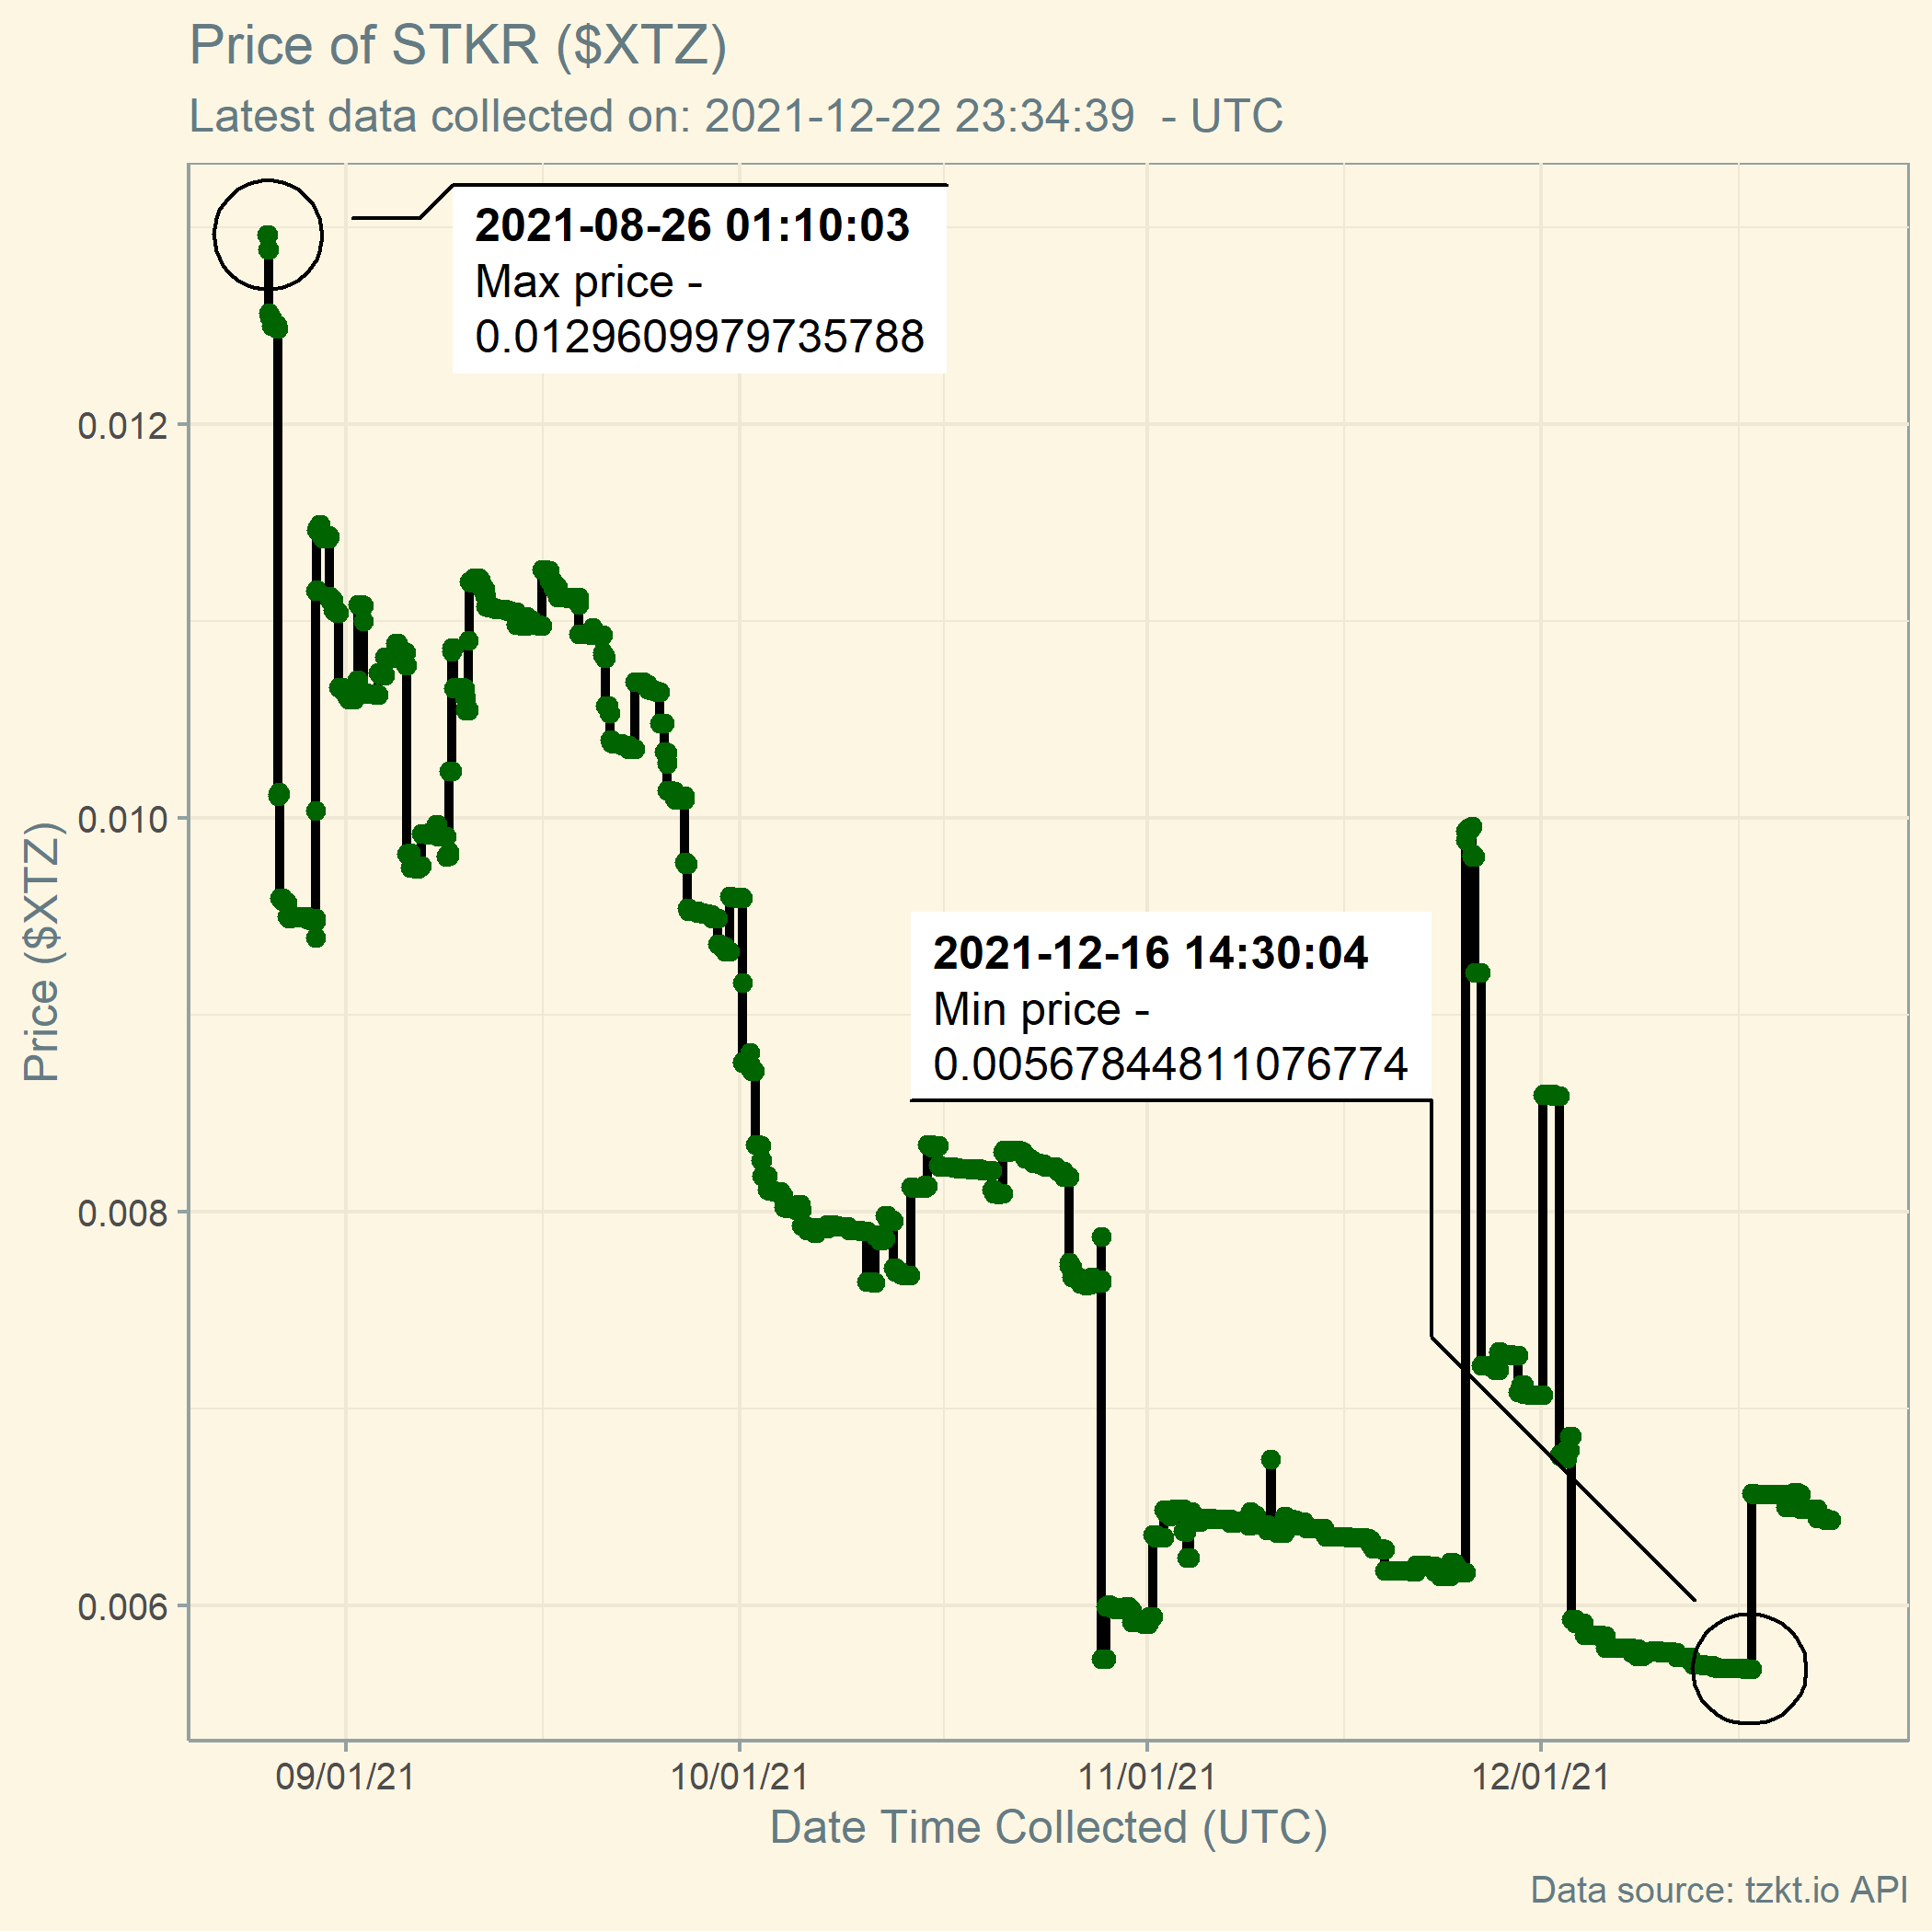 Price of STKR ($XTZ)
Latest data collected on: 2021-12-22 23:34:39  - UTC
2021-08-26 01:10:03
Max price -
0.0129609979735788
0.012
0.010
2021-12-16 14:30:04
Min price -
0.00567844811076774
Price ($XTZ)
0.008
0.006
09/01/21
10/01/21
11/01/21
12/01/21
Date Time Collected (UTC)
Data source: tzkt.io API